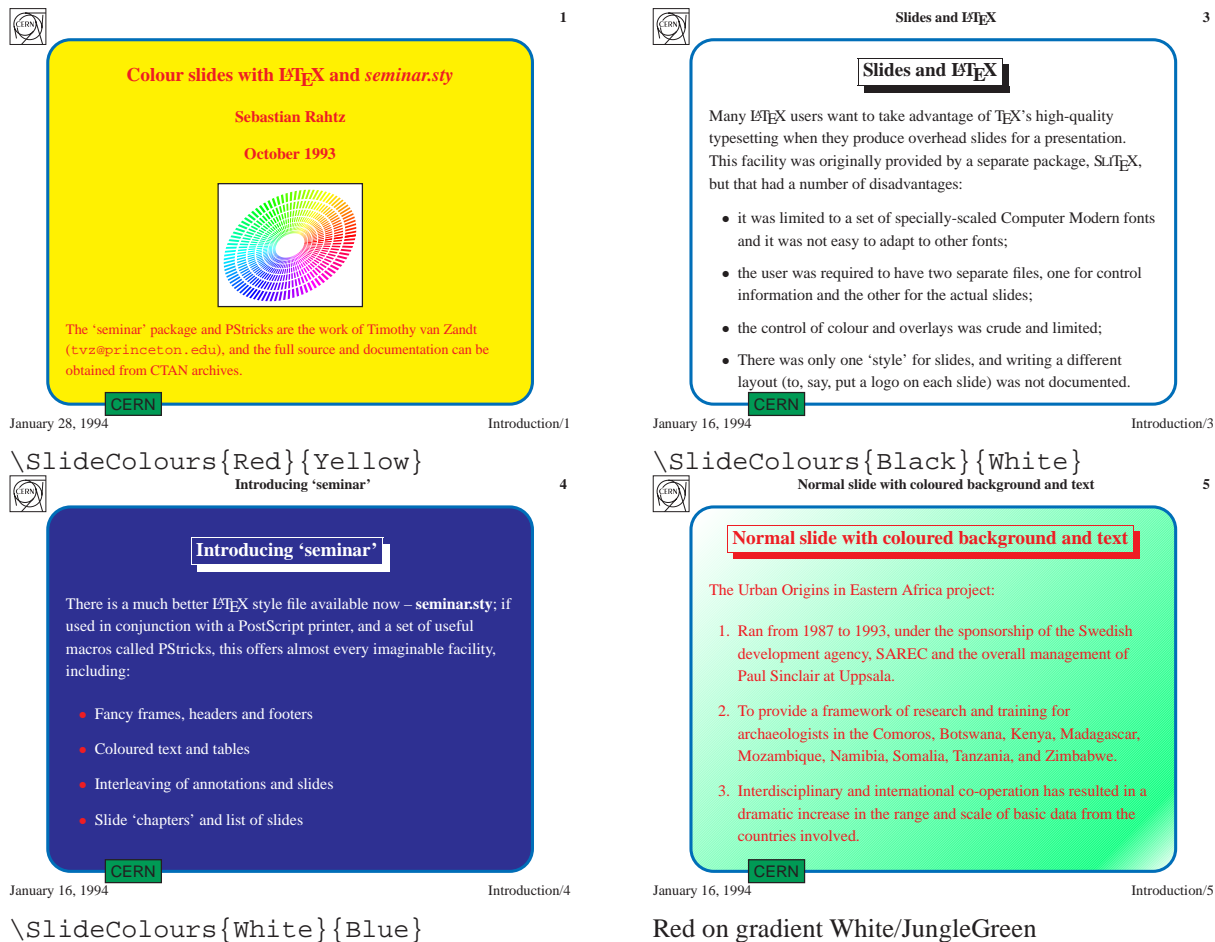 CERN
1
Colour slides with LATEX and seminar.sty
Sebastian Rahtz
October 1993
The ‘seminar’ package and PStricks are the work of Timothy van Zandt
(tvz@princeton.edu), and the full source and documentation can be
obtained from CTAN archives.
CERN
January 28, 1994
Introduction/1
\SlideColours{Red}{Yellow}
CERN
Slides and LATEX
3
Slides and LATEX
Many LATEX users want to take advantage of TEX’s high-quality
typesetting when they produce overhead slides for a presentation.
This facility was originally provided by a separate package, SLITEX,
but that had a number of disadvantages:
• it was limited to a set of specially-scaled Computer Modern fonts
and it was not easy to adapt to other fonts;
• the user was required to have two separate files, one for control
information and the other for the actual slides;
• the control of colour and overlays was crude and limited;
• There was only one ‘style’ for slides, and writing a different
layout (to, say, put a logo on each slide) was not documented.
CERN
January 16, 1994
Introduction/3
\SlideColours{Black}{White}
CERN
Introducing ‘seminar’
4
Introducing ‘seminar’
There is a much better LATEX style file available now – seminar.sty; if
used in conjunction with a PostScript printer, and a set of useful
macros called PStricks, this offers almost every imaginable facility,
including:
• Fancy frames, headers and footers
• Coloured text and tables
• Interleaving of annotations and slides
• Slide ‘chapters’ and list of slides
CERN
January 16, 1994
Introduction/4
\SlideColours{White}{Blue}
CERN
Normal slide with coloured background and text
5
Normal slide with coloured background and text
The Urban Origins in Eastern Africa project:
1. Ran from 1987 to 1993, under the sponsorship of the Swedish
development agency, SAREC and the overall management of
Paul Sinclair at Uppsala.
2. To provide a framework of research and training for
archaeologists in the Comoros, Botswana, Kenya, Madagascar,
Mozambique, Namibia, Somalia, Tanzania, and Zimbabwe.
3. Interdisciplinary and international co-operation has resulted in a
dramatic increase in the range and scale of basic data from the
countries involved.
CERN
January 16, 1994
Introduction/5
Red on gradient White/JungleGreen